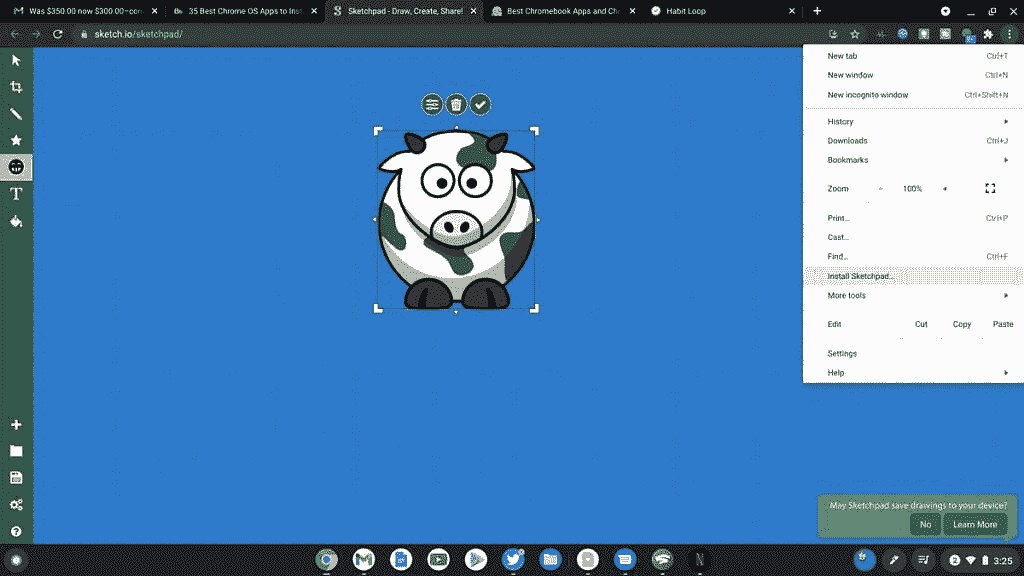 Was $350.00 now $300.00–con
35 Best Chrome OS Apps to Inst
Sketchpad - Draw, Create, Share!
Best Chromebook Apps and Ch
Habit Loop
sketch.io/sketchpad/
New tab Ctrl+T
New window Ctrl+N
New incognito window Ctrl+Shift+N
History
Downloads Ctrl+J
Bookmarks
Zoom - 100% +
Print... Ctrl+P
Cast...
Find... Ctrl+F
Install Sketchpad...
More tools
Edit Cut Copy Paste
Settings
Help
T
May Sketchpad save drawings to your device?
No Learn More
2 3:25